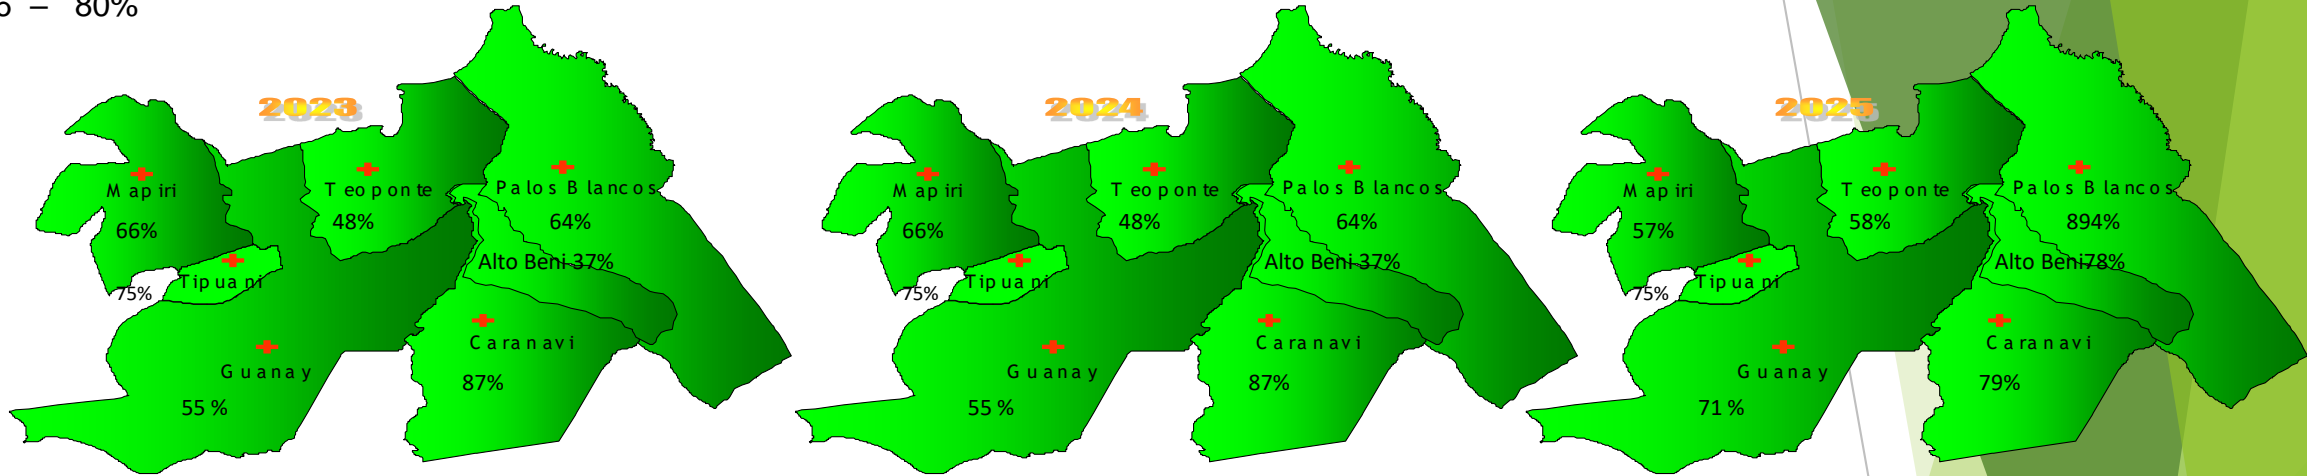 – 80%
2023
Mapiri
66%
Teoponte
48%
Palos Blancos
64%
Alto Beni 37%
Tipuani
75%
Caranavi
87%
Guanay
55 %
2024
Mapiri
66%
Teoponte
48%
Palos Blancos
64%
Alto Beni 37%
Tipuani
75%
Caranavi
87%
Guanay
55 %
2025
Mapiri
57%
Teoponte
58%
Palos Blancos
894%
Alto Beni78%
Tipuani
75%
Caranavi
79%
Guanay
71 %